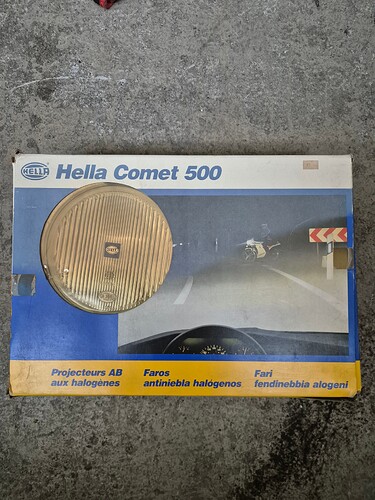 HELLA
Hella Comet 500
HELLA
Projecteurs AB
aux halogènes
Faros
antiniebla halógenos
Fari
fendinebbia alogeni